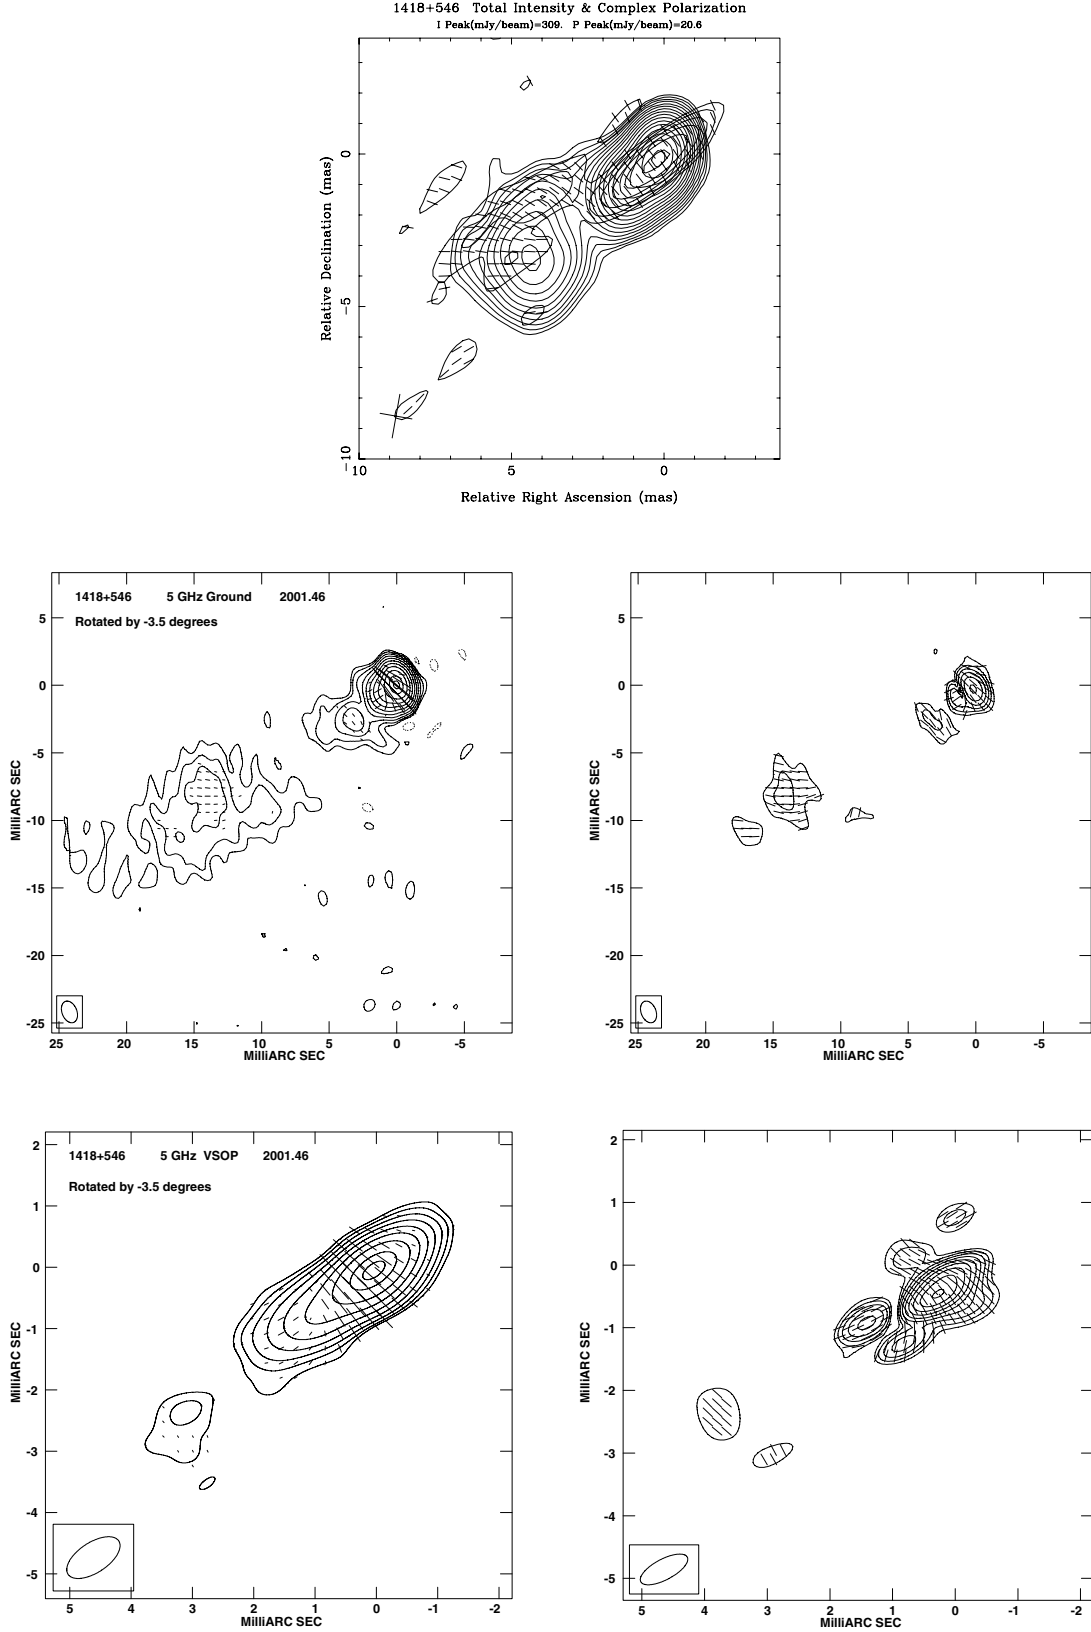 1418+546 Total Intensity & Complex Polarization
I Peak(mJy/beam)=309. P Peak(mJy/beam)=20.6
Relative Declination (mas)
0
−5
−10
10 5 0
Relative Right Ascension (mas)
1418+546 5 GHz Ground 2001.46
Rotated by -3.5 degrees
MilliARC SEC
5
0
-5
-10
-15
-20
-25
25 20 15 10 5 0 -5
MilliARC SEC
MilliARC SEC
5
0
-5
-10
-15
-20
-25
25 20 15 10 5 0 -5
MilliARC SEC
1418+546 5 GHz VSOP 2001.46
Rotated by -3.5 degrees
MilliARC SEC
2
1
0
-1
-2
-3
-4
-5
5 4 3 2 1 0 -1 -2
MilliARC SEC
MilliARC SEC
2
1
0
-1
-2
-3
-4
-5
5 4 3 2 1 0 -1 -2
MilliARC SEC